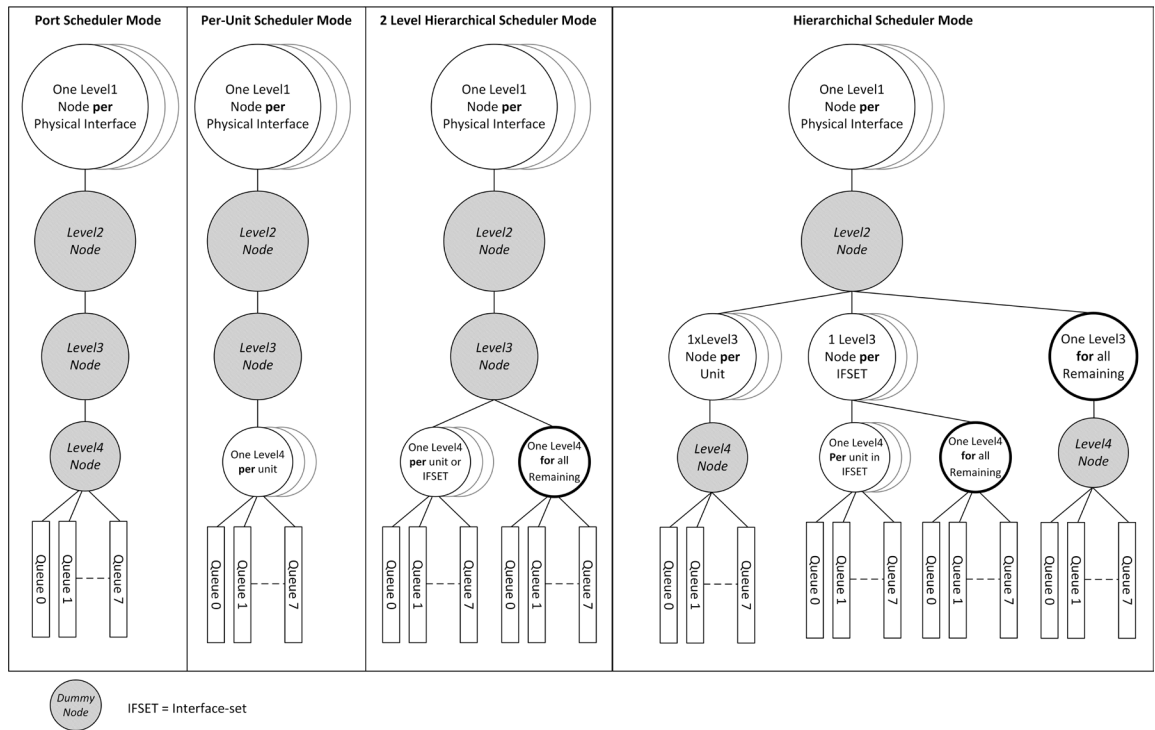 Port Scheduler Mode
One Level1
Node per
Physical Interface
Level2
Node
Level3
Node
Level4
Node
Queue 0
Queue 1
Queue 7
Per-Unit Scheduler Mode
One Level1
Node per
Physical Interface
Level2
Node
Level3
Node
One Level4
per unit
Queue 0
Queue 1
Queue 7
2 Level Hierarchical Scheduler Mode
One Level1
Node per
Physical Interface
Level2
Node
Level3
Node
One Level4
per unit or
IFSET
One Level4
for all
Remaining
Queue 0
Queue 1
Queue 7
Queue 0
Queue 1
Queue 7
Hierarchichal Scheduler Mode
One Level1
Node per
Physical Interface
Level2
Node
1xLevel3
Node per
Unit
1 Level3
Node per
IFSET
One Level3
for all
Remaining
Level4
Node
One Level4
Per unit in
IFSET
One Level4
for all
Remaining
Level4
Node
Queue 0
Queue 1
Queue 7
Queue 0
Queue 1
Queue 7
Queue 0
Queue 1
Queue 7
Queue 0
Queue 1
Queue 7
Dummy
Node
IFSET = Interface-set